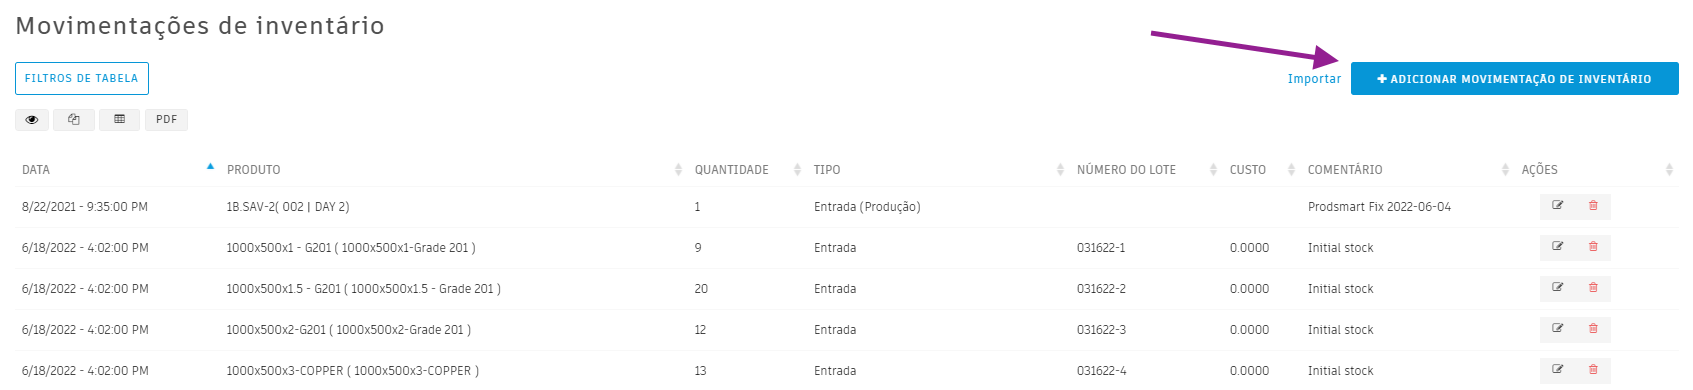 Movimentações de inventário
FILTROS DE TABELA
Importar
ADICIONAR MOVIMENTAÇÃO DE INVENTÁRIO
PDF
DATA PRODUTO QUANTIDADE TIPO NÚMERO DO LOTE CUSTO COMENTÁRIO AÇÕES
8/22/2021 - 9:35:00 PM 1B.SAV-2( 002 | DAY 2) 1 Entrada (Produção) Prodsmart Fix 2022-06-04
6/18/2022 - 4:02:00 PM 1000x500x1 - G201 ( 1000x500x1-Grade 201 ) 9 Entrada 031622-1 0.0000 Initial stock
6/18/2022 - 4:02:00 PM 1000x500x1.5 - G201 ( 1000x500x1.5 - Grade 201 ) 20 Entrada 031622-2 0.0000 Initial stock
6/18/2022 - 4:02:00 PM 1000x500x2-G201 ( 1000x500x2-Grade 201 ) 12 Entrada 031622-3 0.0000 Initial stock
6/18/2022 - 4:02:00 PM 1000x500x3-COPPER ( 1000x500x3-COPPER ) 13 Entrada 031622-4 0.0000 Initial stock